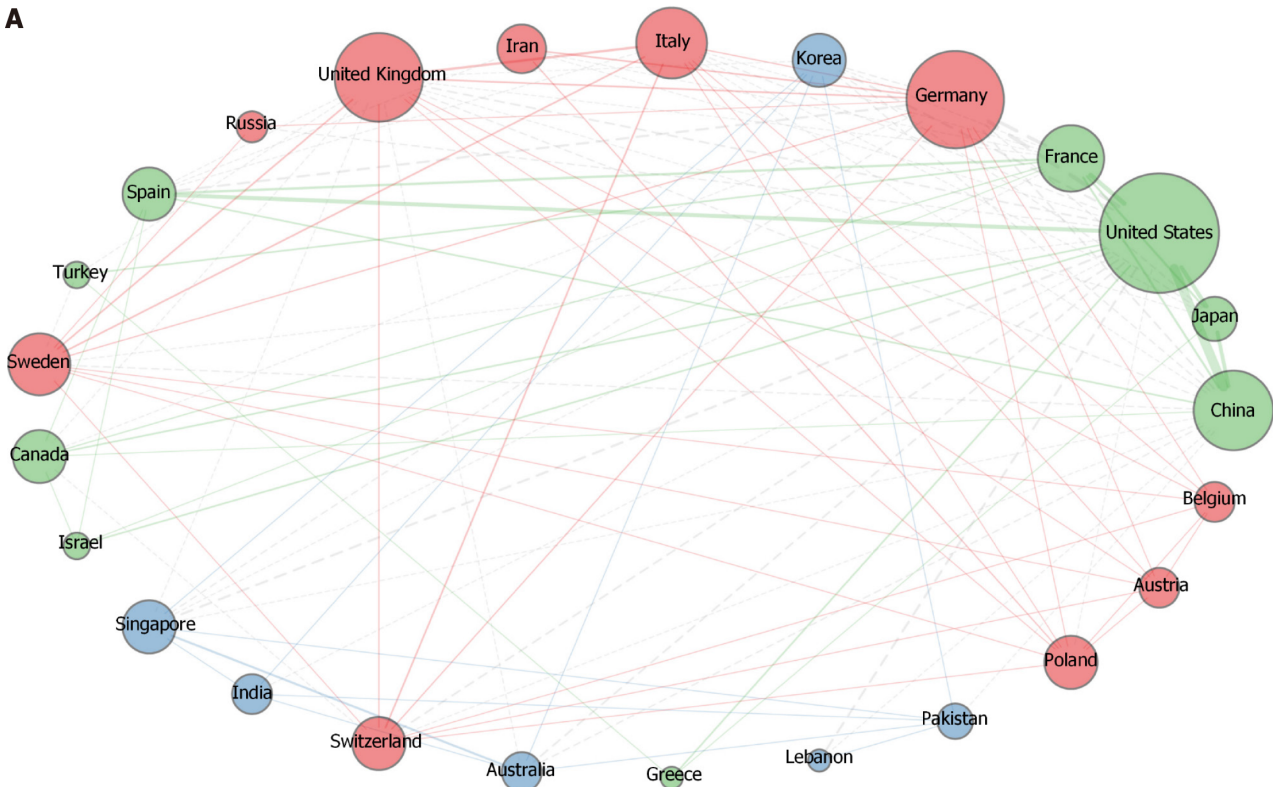 A
Iran
Italy
Korea
United Kingdom
Germany
Russia
France
Spain
United States
Turkey
Japan
Sweden
China
Canada
Belgium
Israel
Austria
Singapore
Poland
India
Pakistan
Switzerland
Lebanon
Australia
Greece